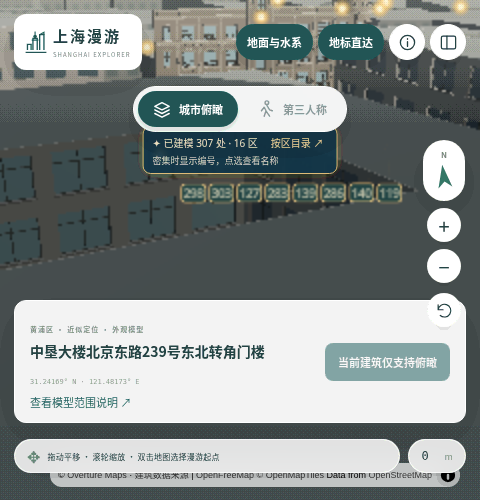 上海漫游
SHANGHAI EXPLORER
地面与水系
地标直达
城市俯瞰
第三人称
✦ 已建模 307 处 · 16 区 按区目录 ↗
密集时显示编号，点选查看名称
298 303 127 283 139 286 140 119
N
+
−
黄浦区 · 近似定位 · 外观模型
中垦大楼北京东路239号东北转角门楼
当前建筑仅支持俯瞰
31.24169° N · 121.48173° E
查看模型范围说明 ↗
拖动平移 · 滚轮缩放 · 双击地图选择漫游起点
0 m
© Overture Maps · 建筑数据来源 | OpenFreeMap © OpenMapTiles Data from OpenStreetMap